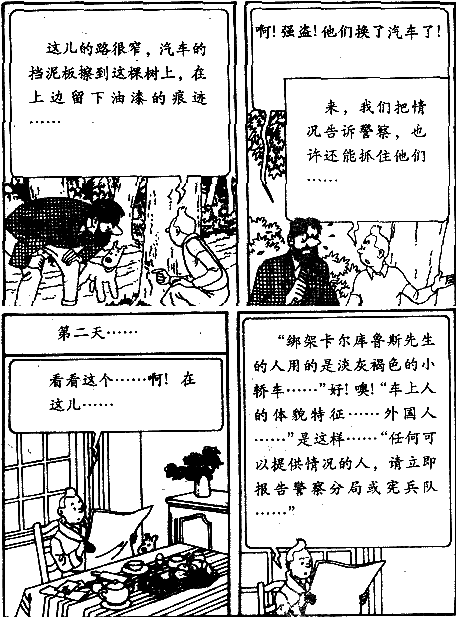 这儿的路很窄，汽车的
挡泥板擦到这棵树上，在
上边留下油漆的痕迹
……
啊！强盗！他们换了汽车了！
来，我们把情
况告诉警察，也
许还能抓住他们
……
第二天……
看看这个……啊！在
这儿……
“绑架卡尔库鲁斯先生
的人用的是淡灰褐色的小
轿车……”好！噢！“车上人
的体貌特征……外国人
……”是这样……“任何可
以提供情况的人，请立即
报告警察分局或宪兵队
……”